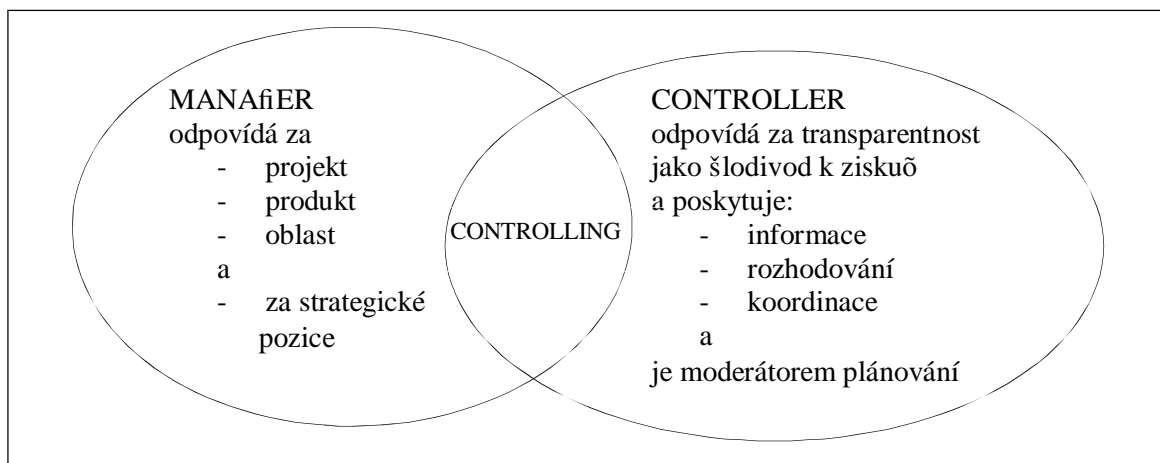 MANAfiER
odpovídá za
- projekt
- produkt
- oblast
a
- za strategické
pozice
CONTROLLING
CONTROLLER
odpovídá za transparentnost
jako šlodivod k ziskuõ
a poskytuje:
- informace
- rozhodování
- koordinace
a
je moderátorem plánování